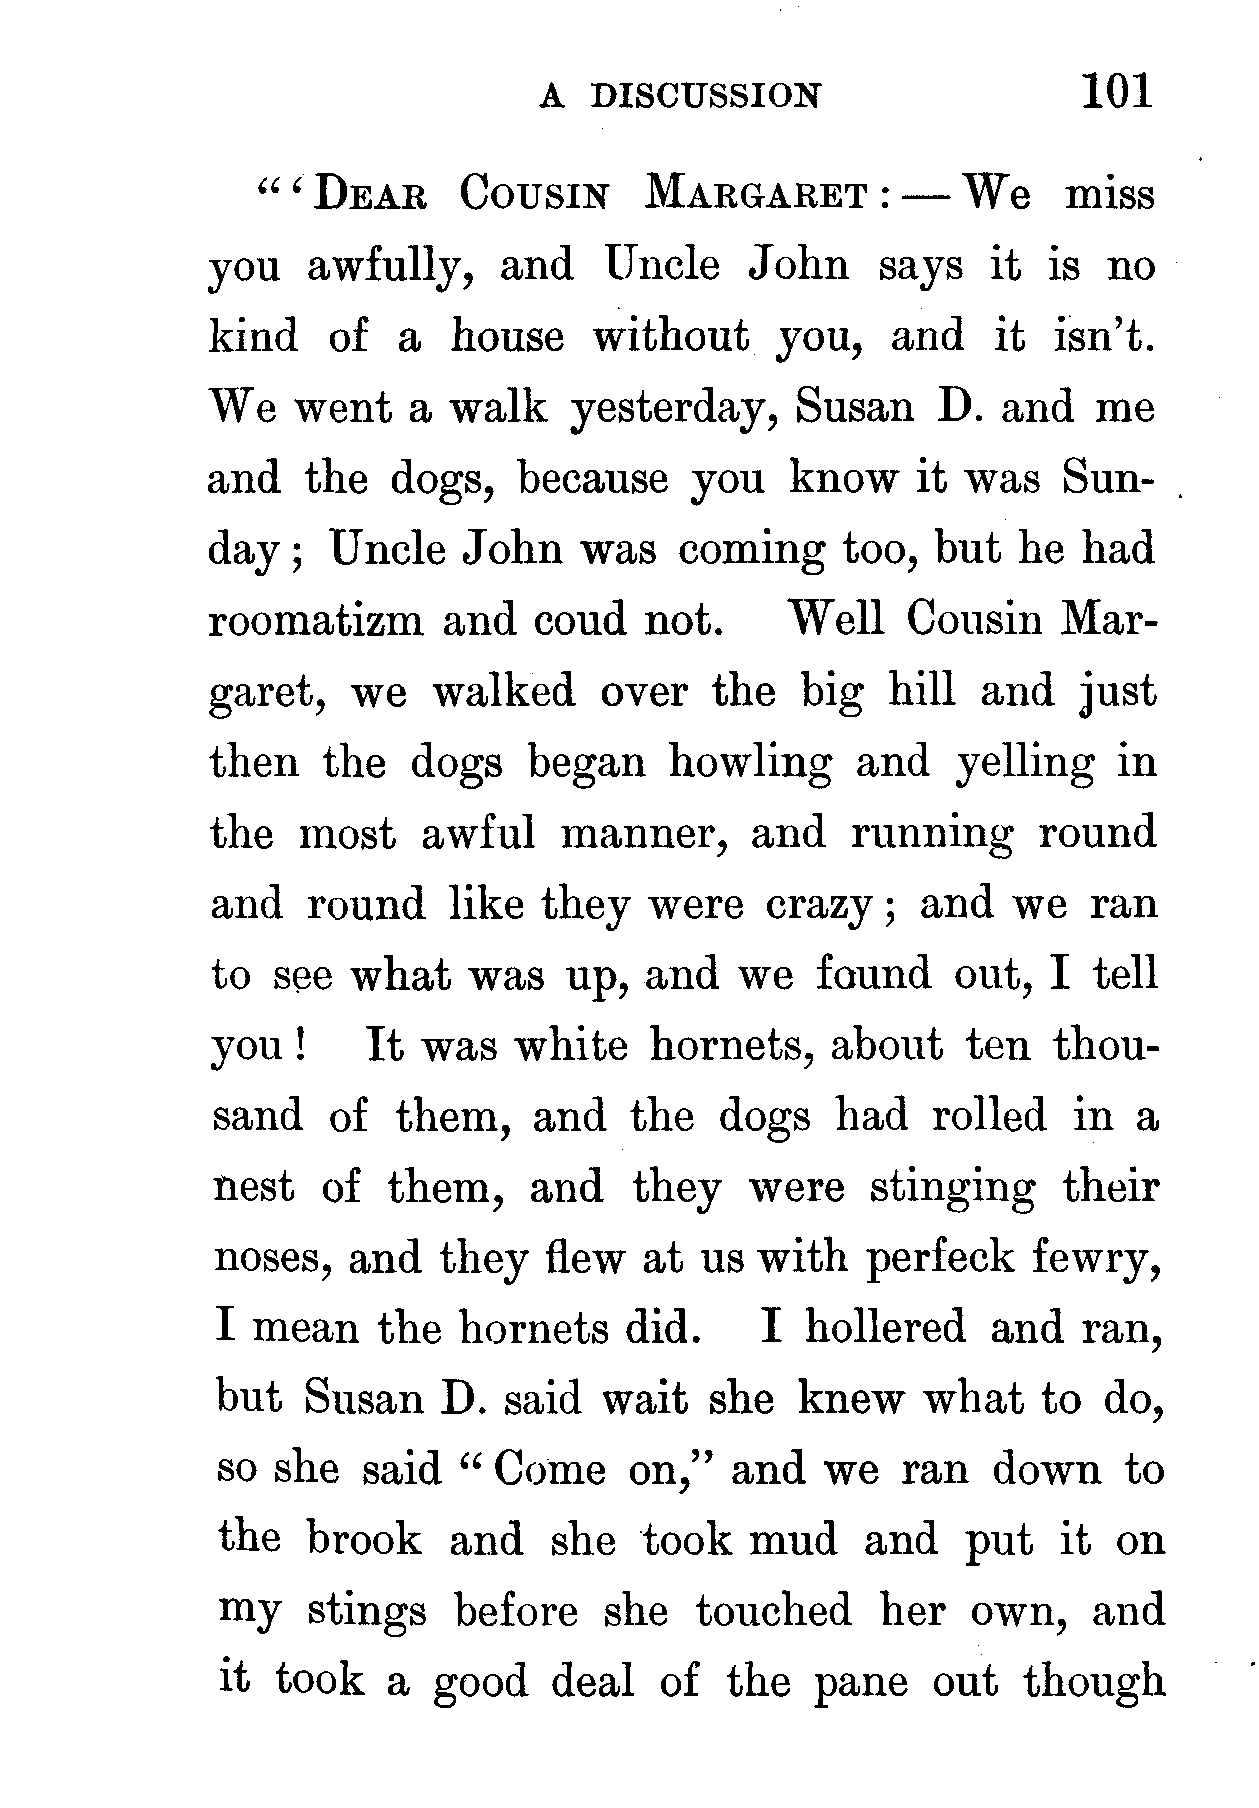 A DISCUSSION 101
"'DEAR COUSIN MARGARET:—We miss
you awfully, and Uncle John says it is no
kind of a house without you, and it isn't.
We went a walk yesterday, Susan D. and me
and the dogs, because you know it was Sun-
day; Uncle John was coming too, but he had
roomatizm and coud not. Well Cousin Mar-
garet, we walked over the big hill and just
then the dogs began howling and yelling in
the most awful manner, and running round
and round like they were crazy; and we ran
to see what was up, and we found out, I tell
you! It was white hornets, about ten thou-
sand of them, and the dogs had rolled in a
nest of them, and they were stinging their
noses, and they flew at us with perfeck fewry,
I mean the hornets did. I hollered and ran,
but Susan D. said wait she knew what to do,
so she said "Come on," and we ran down to
the brook and she took mud and put it on
my stings before she touched her own, and
it took a good deal of the pane out though